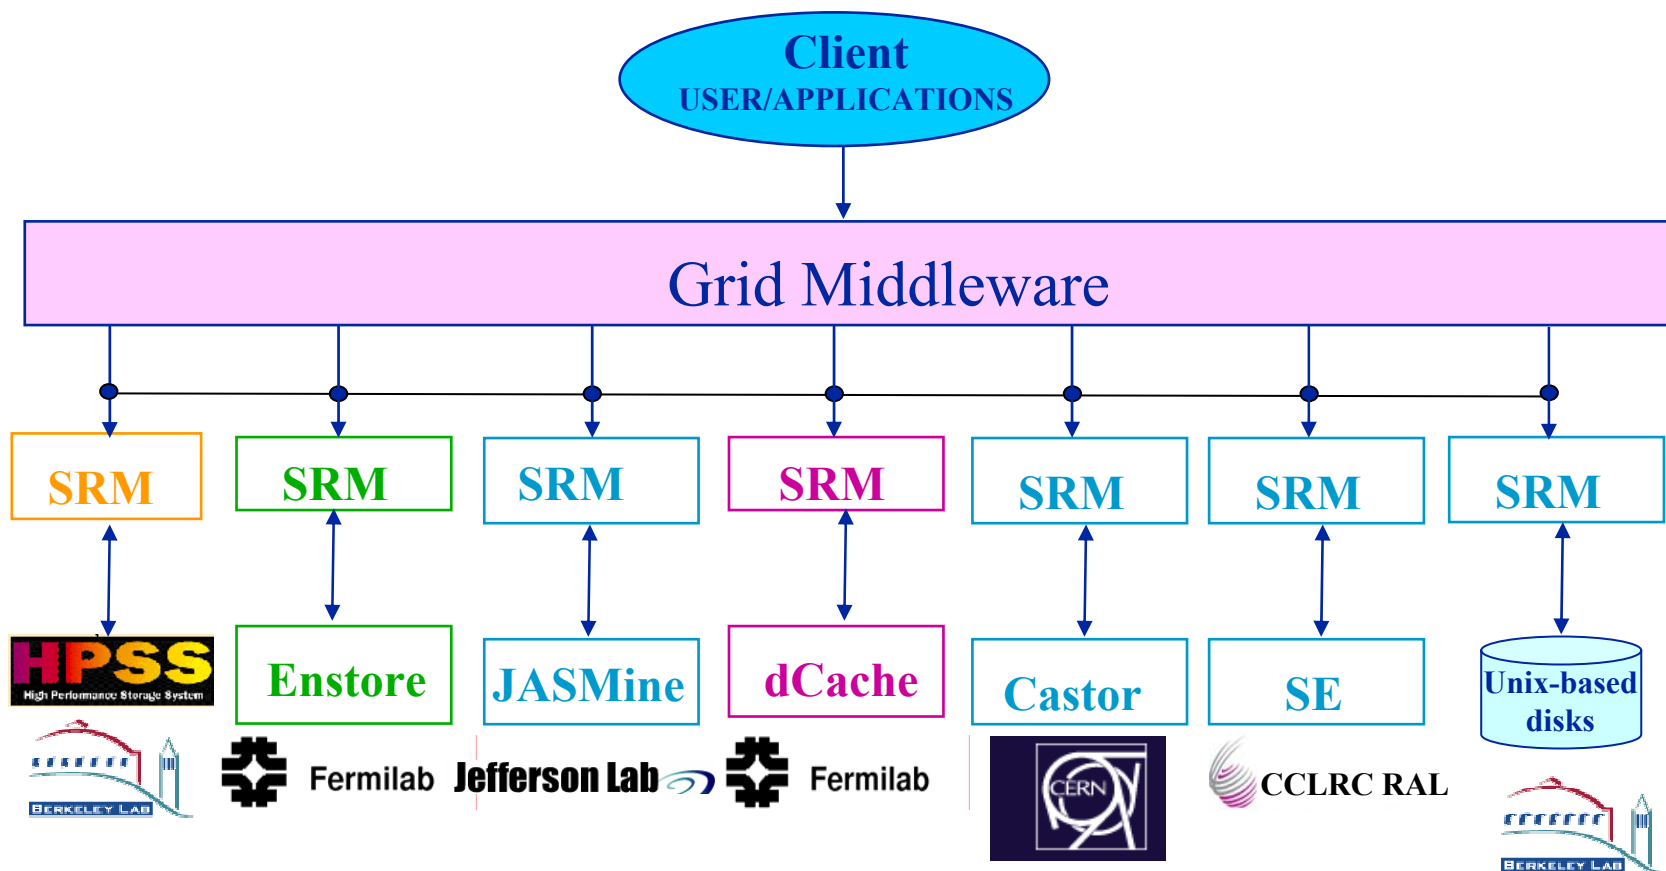 Client
USER/APPLICATIONS
Grid Middleware
SRM
SRM
SRM
SRM
SRM
SRM
SRM
HPSS
High Performance Storage System
Enstore
JASMine
dCache
Castor
SE
Unix-based
disks
BERKELEY LAB
Fermilab
Jefferson Lab
Fermilab
CERN
CCLRC RAL
BERKELEY LAB